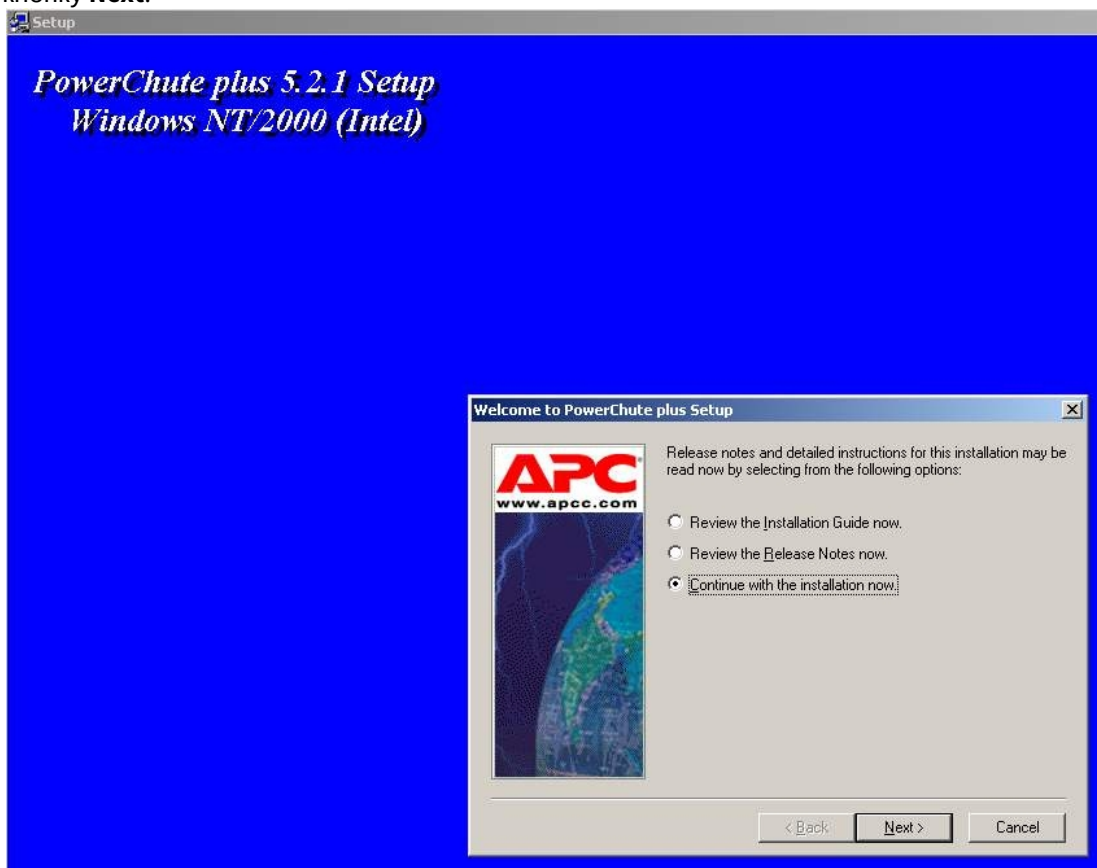 кнопку Next.
Setup
PowerChute plus 5.2.1 Setup
Windows NT/2000 (Intel)
Welcome to PowerChute plus Setup
APC
www.apcc.com
Release notes and detailed instructions for this installation may be
read now by selecting from the following options:
Review the Installation Guide now.
Review the Release Notes now.
Continue with the installation now.
< Back
Next >
Cancel